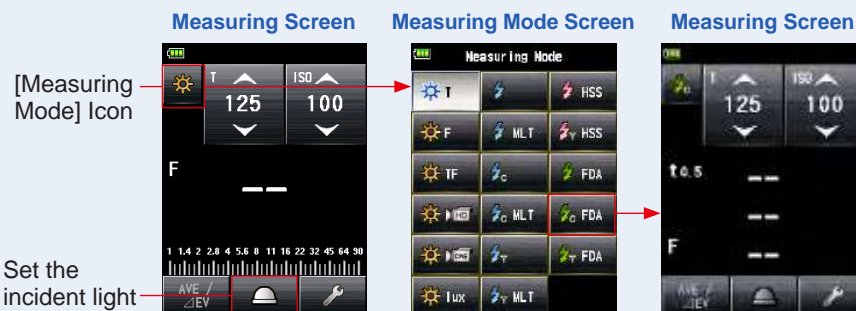 Measuring Screen
Measuring Mode Screen
Measuring Screen
[Measuring
Mode] Icon
T
ISO
125
100
F
1 1.4 2 2.8 4 5.6 8 11 16 22 32 45 64 90
AVE /
⊿EV
Set the
incident light
Measuring Mode
T
HSS
F
MLT
Y HSS
TF
C
FDA
HD
C MLT
C FDA
CINE
Y
Y FDA
lux
Y MLT
C
T
ISO
125
100
t0.5
F
AVE /
⊿EV